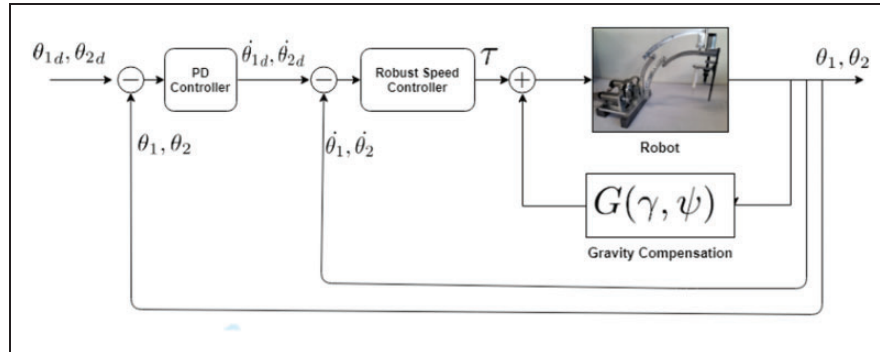 θ₁d, θ₂d
−
PD
Controller
θ̇₁d, θ̇₂d
−
Robust Speed
Controller
τ
+
Robot
θ₁, θ₂
θ₁, θ₂
θ̇₁, θ̇₂
G(γ, ψ)
Gravity Compensation